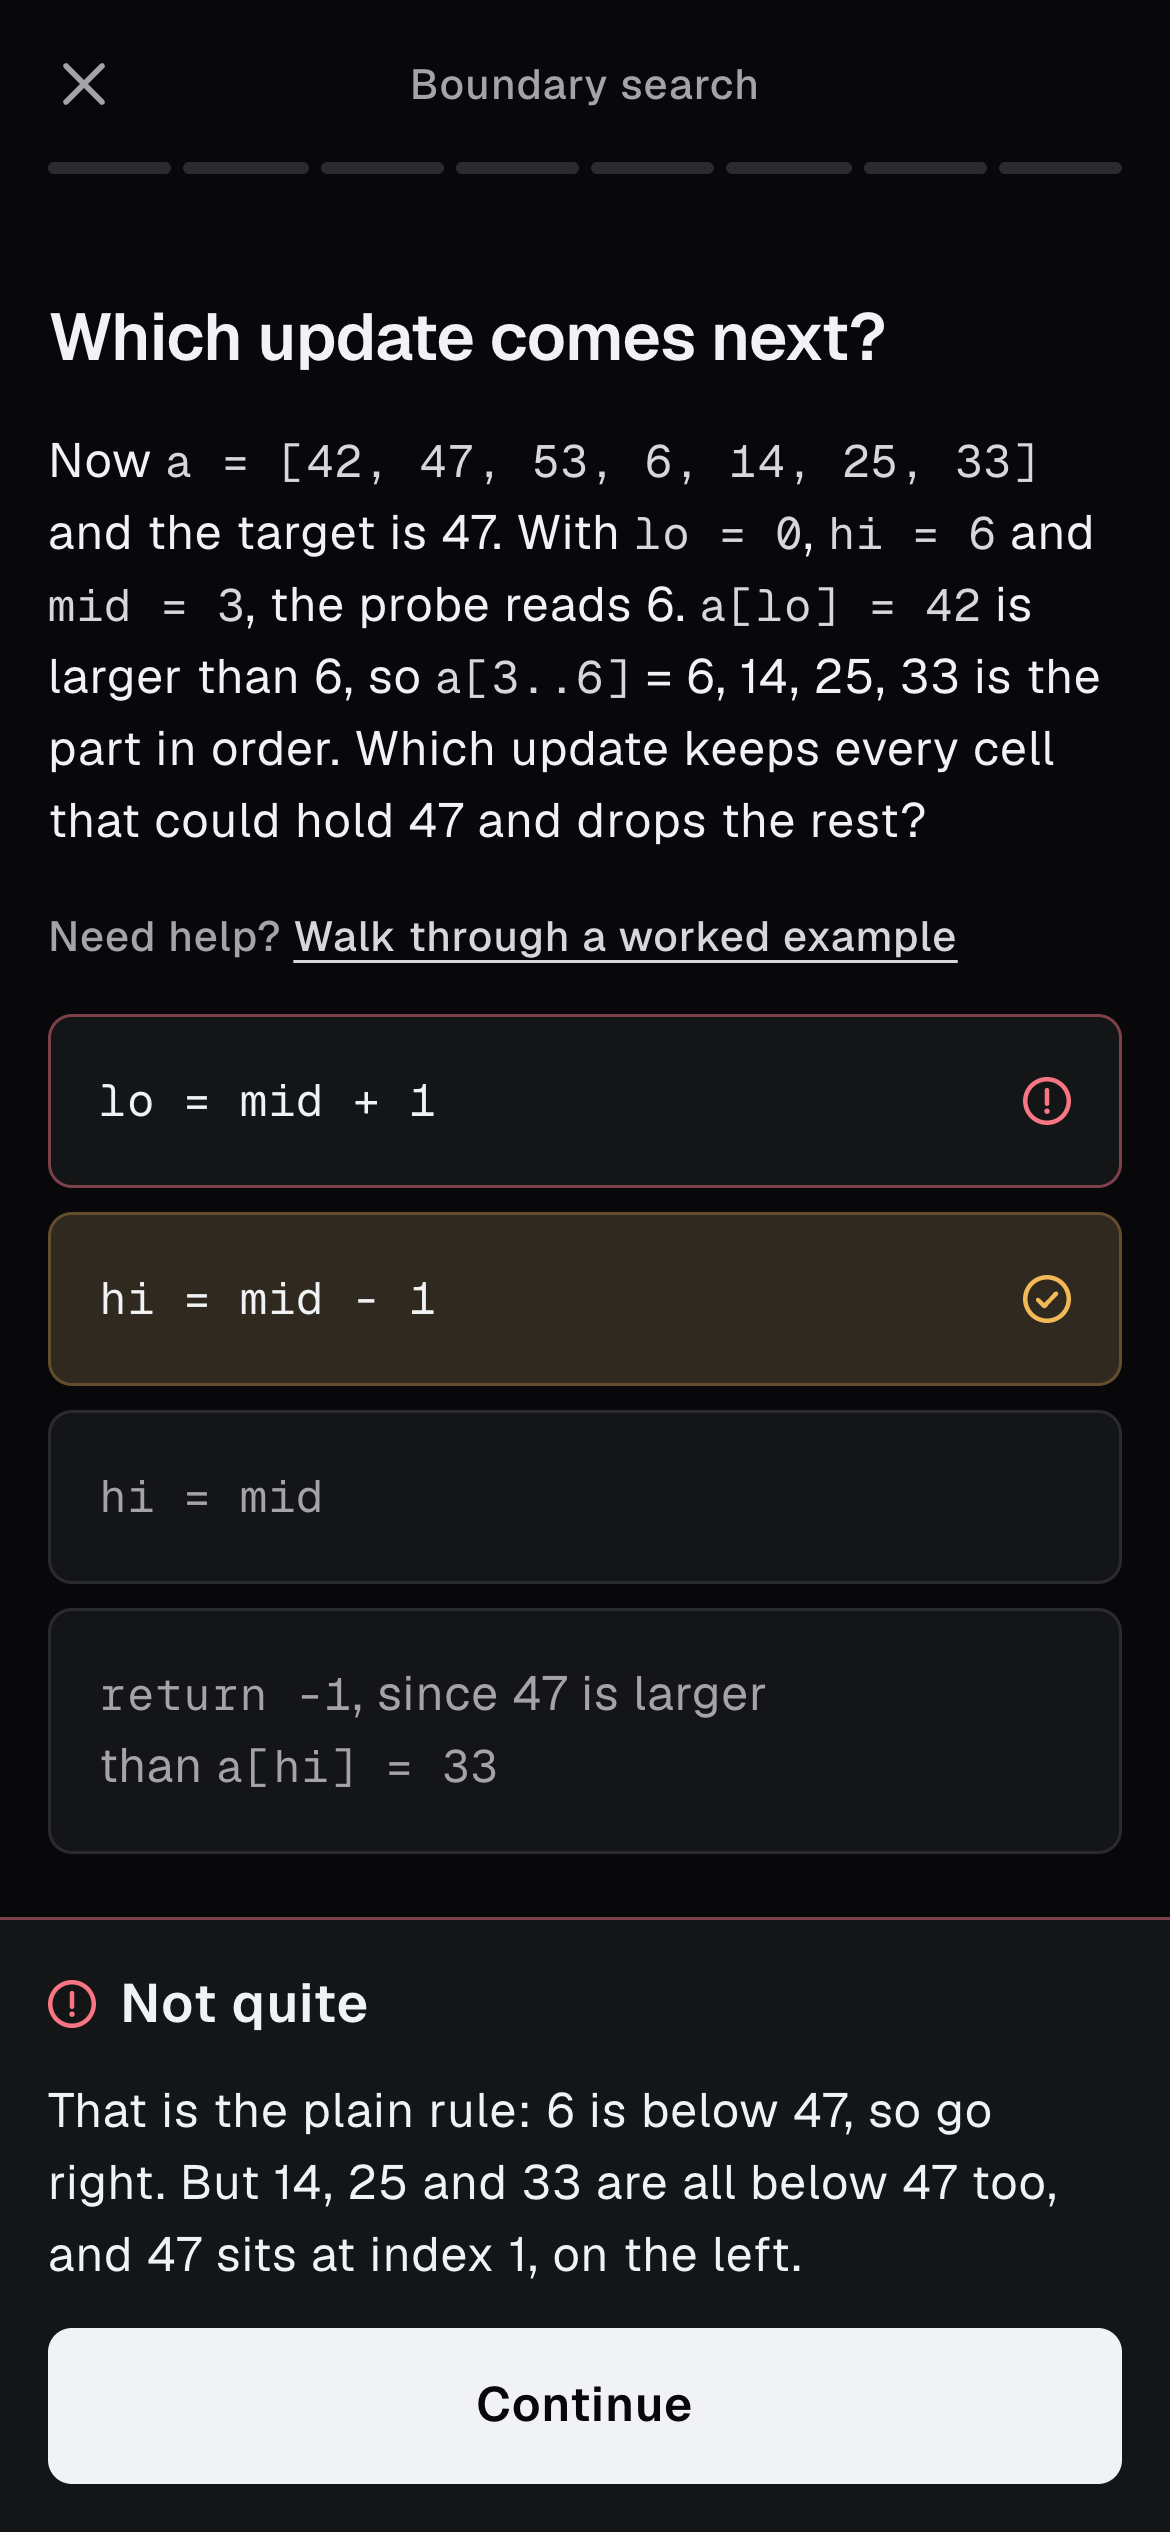 Boundary search
Which update comes next?
Now a = [42, 47, 53, 6, 14, 25, 33]
and the target is 47. With lo = 0, hi = 6 and
mid = 3, the probe reads 6. a[lo] = 42 is
larger than 6, so a[3..6] = 6, 14, 25, 33 is the
part in order. Which update keeps every cell
that could hold 47 and drops the rest?
Need help? Walk through a worked example
lo = mid + 1
hi = mid - 1
hi = mid
return -1, since 47 is larger
than a[hi] = 33
Not quite
That is the plain rule: 6 is below 47, so go
right. But 14, 25 and 33 are all below 47 too,
and 47 sits at index 1, on the left.
Continue